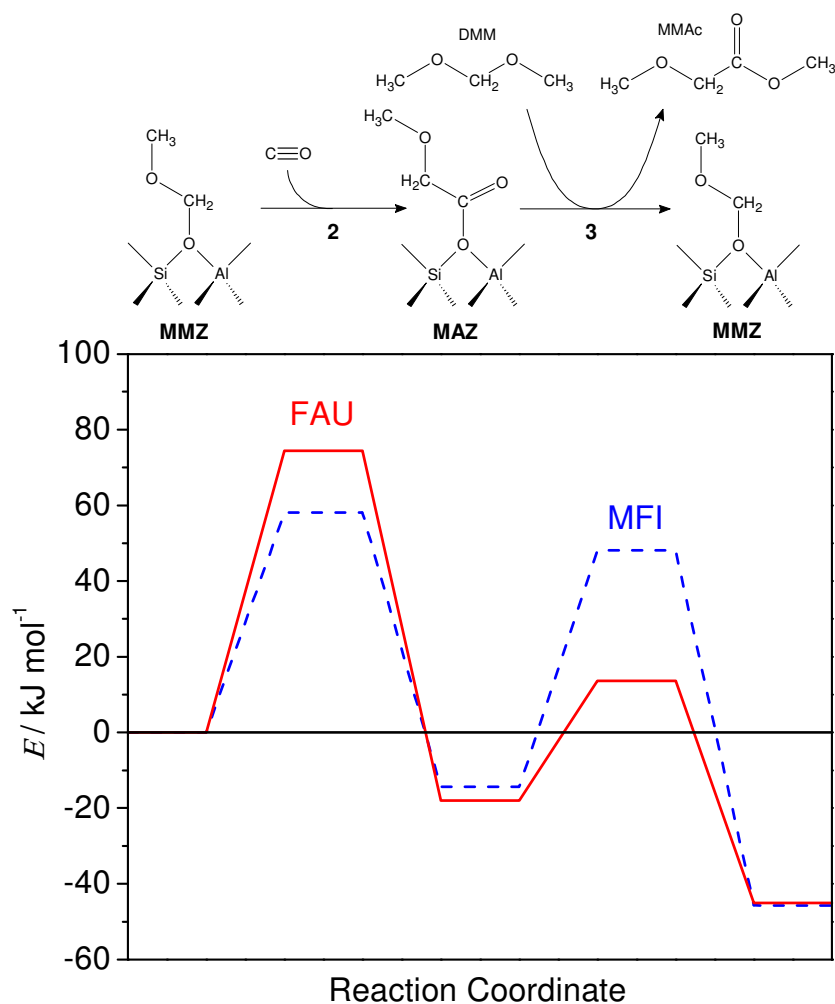 DMM
MMAc
H₃C O CH₂ O CH₃
H₃C O CH₂ O O CH₃
H₃C O
CH₃ O CH₂ O Si Al
C≡O
H₂C O O Si Al
CH₃ O CH₂ O Si Al
2
3
MMZ
MAZ
MMZ
100
80
60
40
20
0
-20
-40
-60
E / kJ mol⁻¹
FAU
MFI
Reaction Coordinate